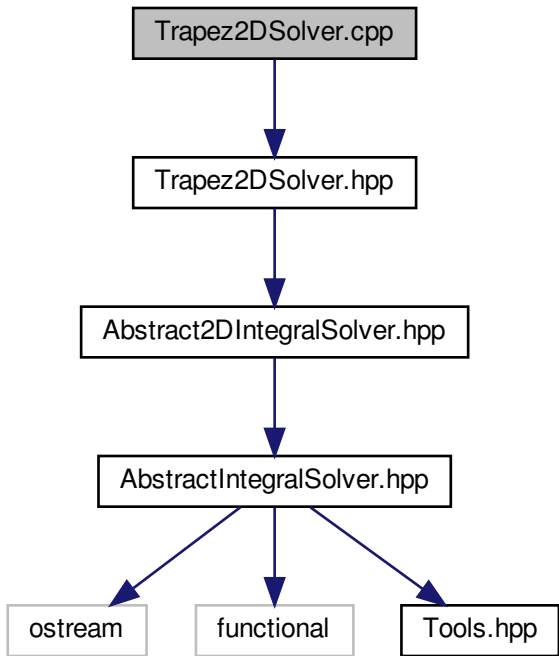 Trapez2DSolver.cpp
Trapez2DSolver.hpp
Abstract2DIntegralSolver.hpp
AbstractIntegralSolver.hpp
ostream
functional
Tools.hpp